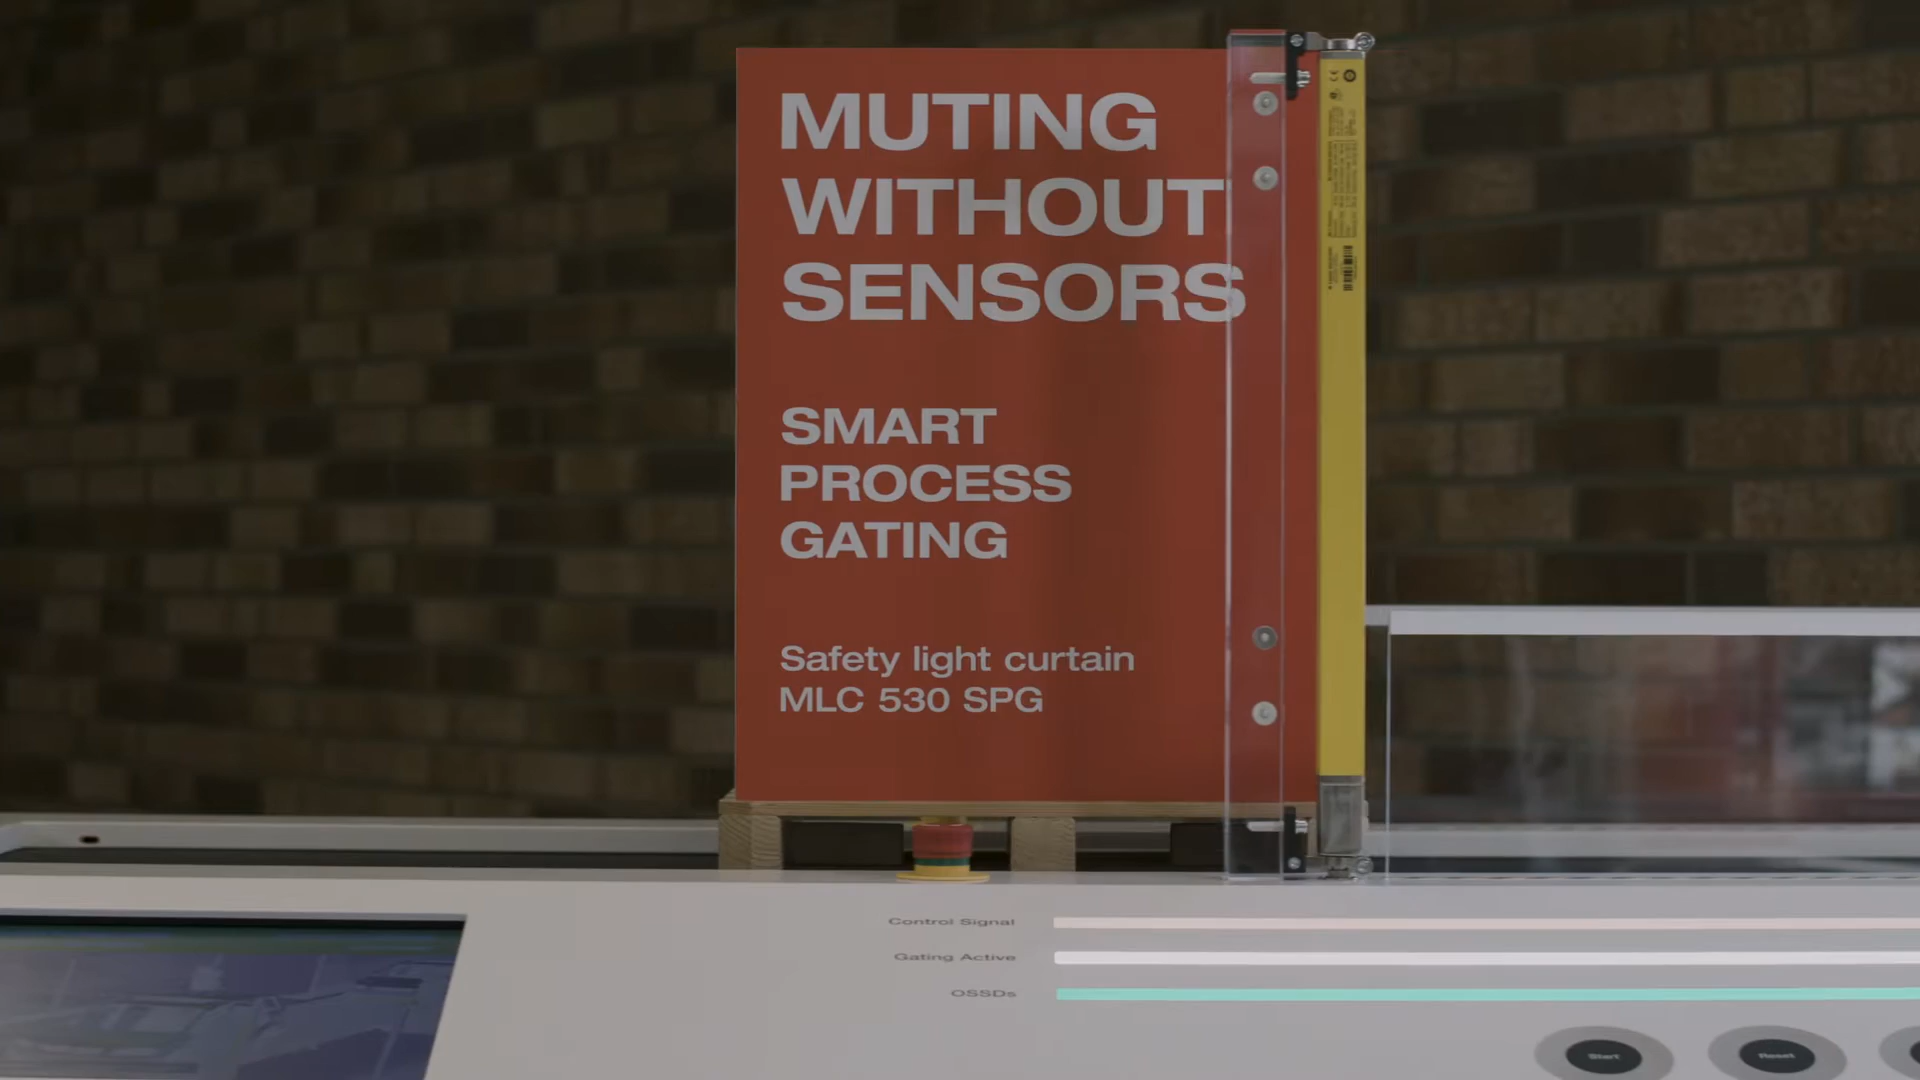 MUTING
WITHOUT
SENSORS
SMART
PROCESS
GATING
Safety light curtain
MLC 530 SPG
Control Signal
Gating Active
OSSDs
Start
Reset